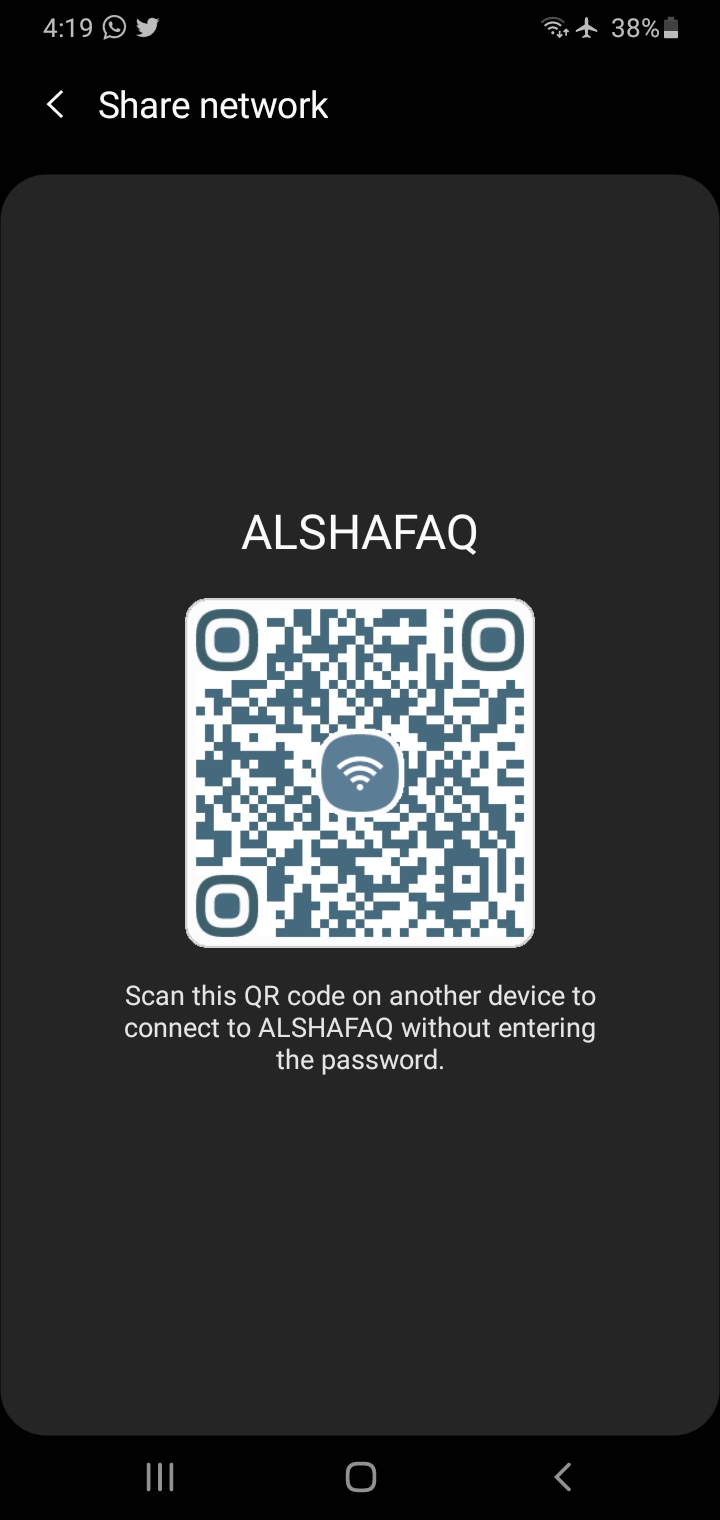 4:19
38%
Share network
ALSHAFAQ
Scan this QR code on another device to
connect to ALSHAFAQ without entering
the password.